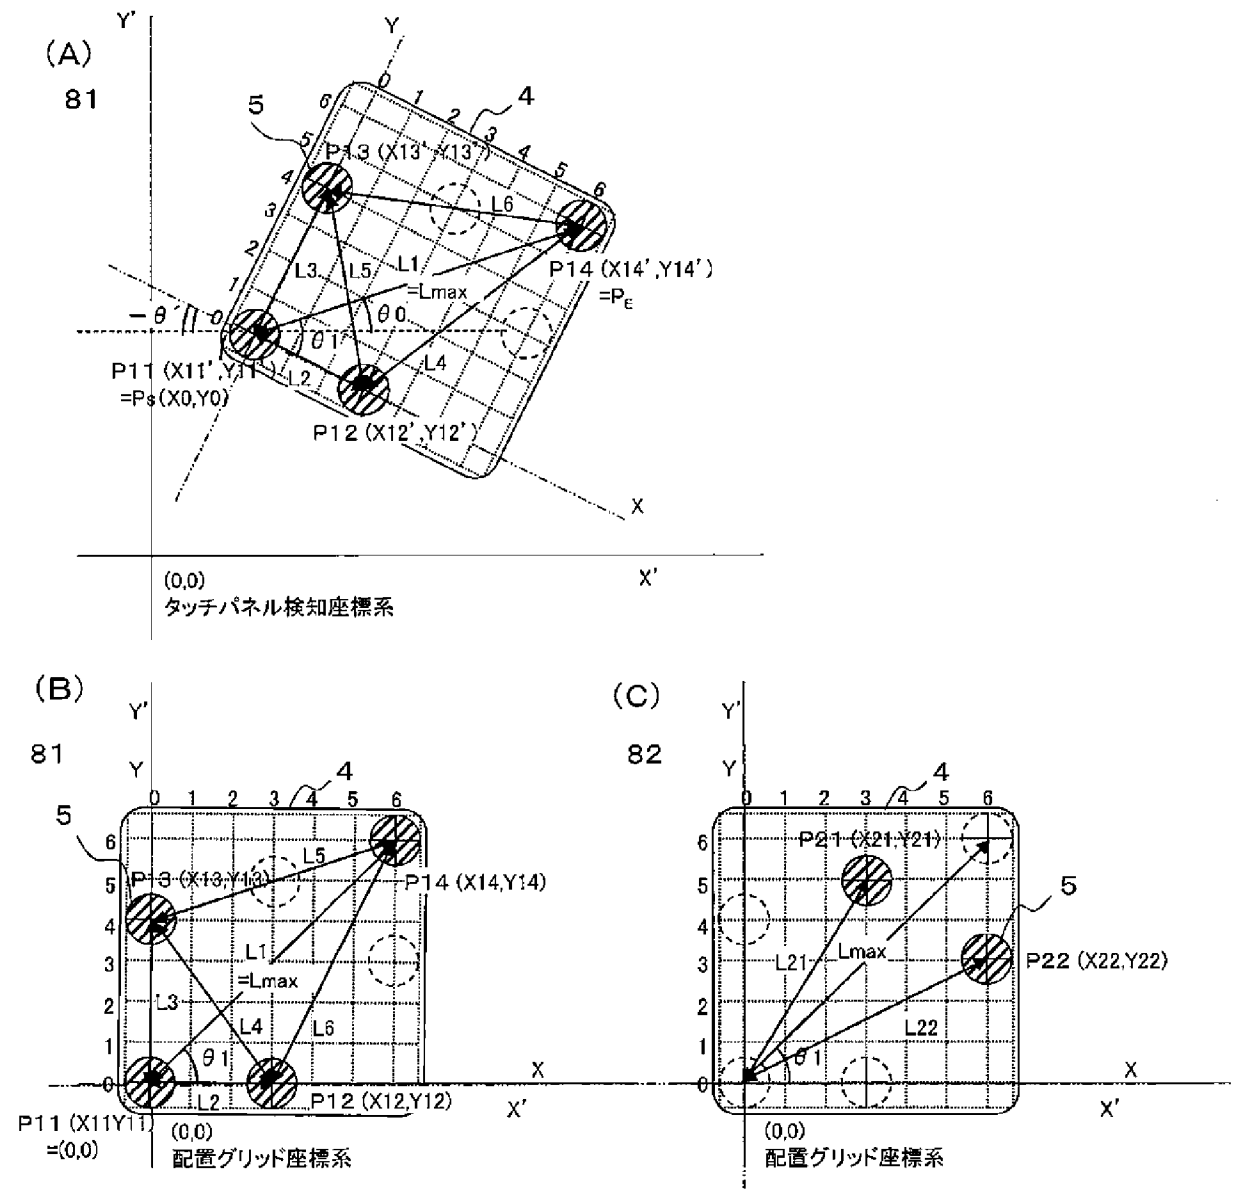 (A)
81
Y'
Y
5
4
0
1
2
3
4
5
6
6
5
4
3
2
1
0
P13 (X13',Y13')
L6
L3
L5
L1
=Lmax
P14 (X14',Y14')
=PE
-θ'
θ0
θ1
L4
L2
P11 (X11',Y11')
=Ps(X0,Y0)
P12 (X12',Y12')
X
X'
(0,0)
タッチパネル検知座標系
(B)
81
Y'
Y
4
5
0 1 2 3 4 5 6
6
5
4
3
2
1
0
L5
P13 (X13,Y13)
P14 (X14,Y14)
L1
=Lmax
L3
L4
L6
θ1
L2
P12 (X12,Y12)
X
X'
P11 (X11Y11)
=(0,0)
(0,0)
配置グリッド座標系
(C)
82
Y'
Y
4
0 1 2 3 4 5 6
6
5
4
3
2
1
0
P21 (X21,Y21)
5
L21
Lmax
P22 (X22,Y22)
L22
θ1
X
X'
(0,0)
配置グリッド座標系